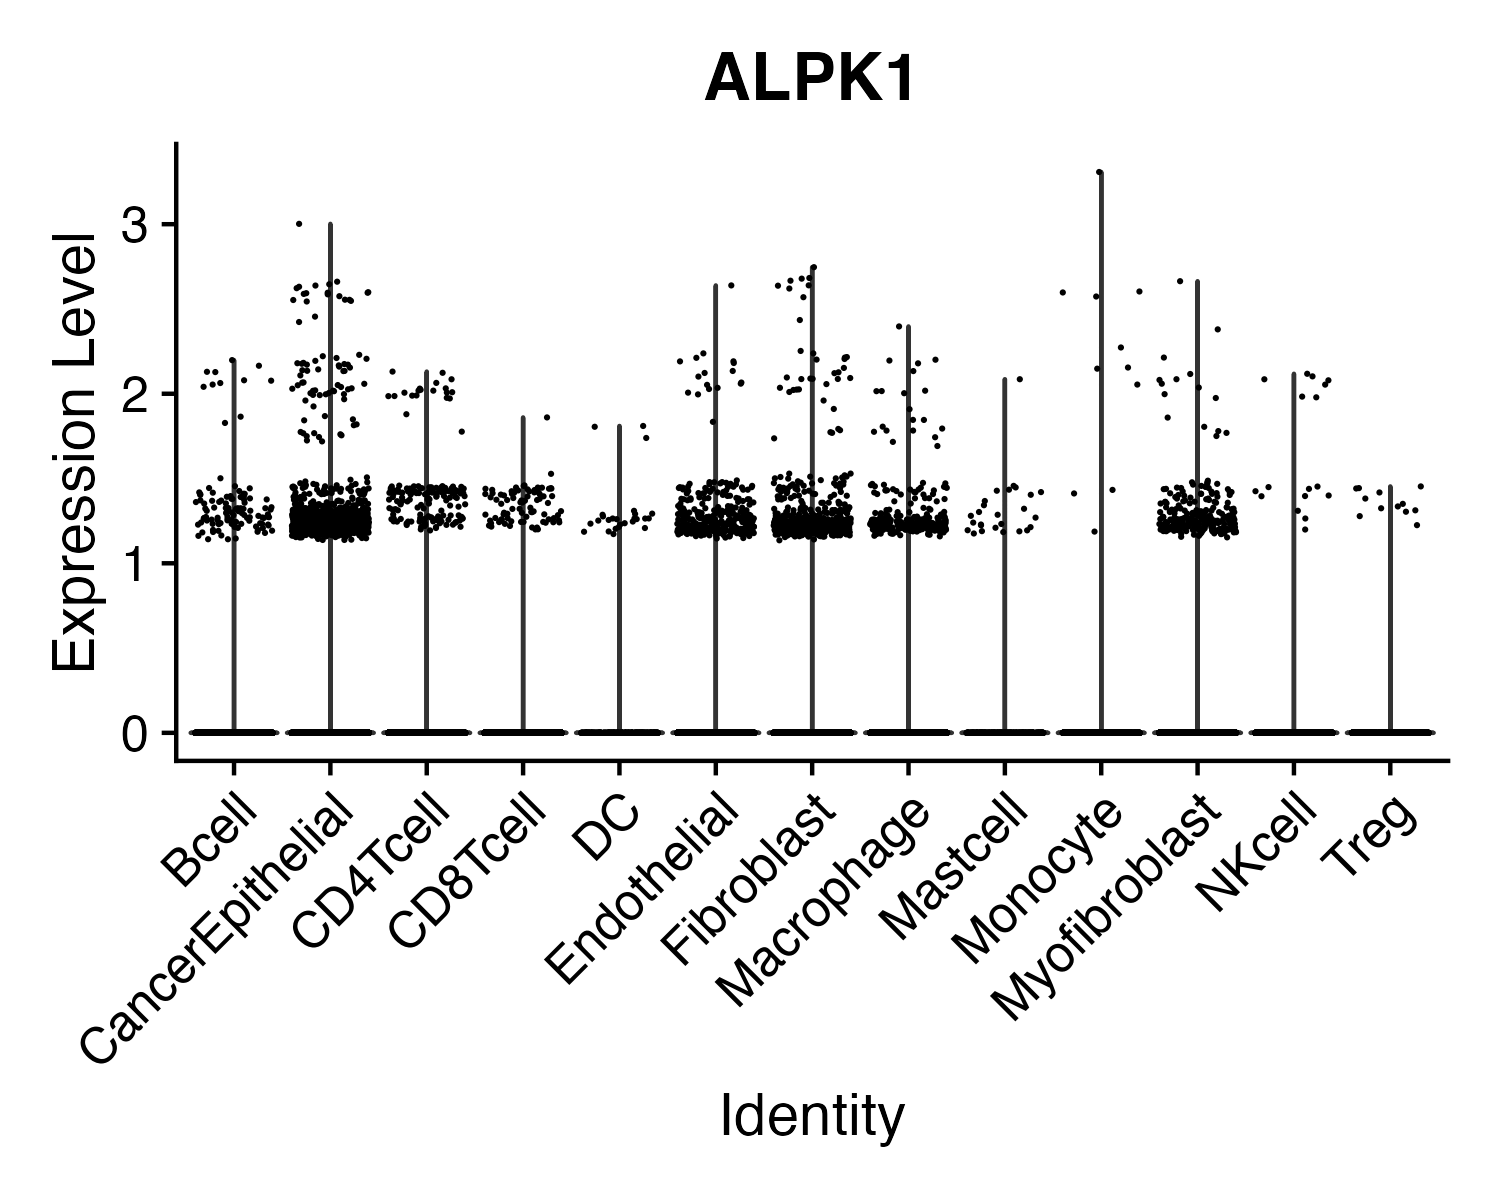 ALPK1
Expression Level
3
2
1
0
Bcell
CancerEpithelial
CD4Tcell
CD8Tcell
DC
Endothelial
Fibroblast
Macrophage
Mastcell
Monocyte
Myofibroblast
NKcell
Treg
Identity